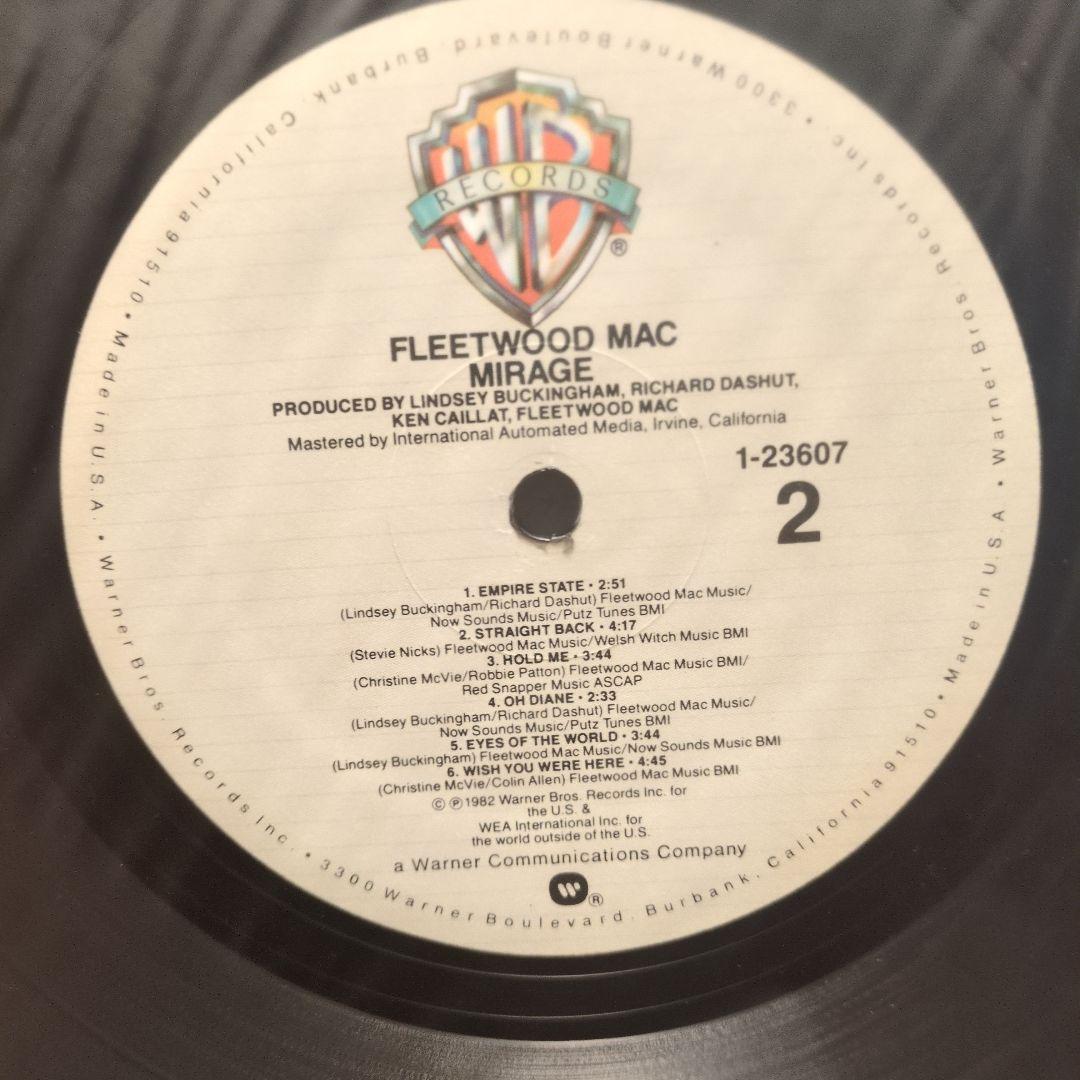 WB
RECORDS
®
FLEETWOOD MAC
MIRAGE
PRODUCED BY LINDSEY BUCKINGHAM, RICHARD DASHUT,
KEN CAILLAT, FLEETWOOD MAC
Mastered by International Automated Media, Irvine, California
1-23607
2
1. EMPIRE STATE • 2:51
(Lindsey Buckingham/Richard Dashut) Fleetwood Mac Music/
Now Sounds Music/Putz Tunes BMI
2. STRAIGHT BACK • 4:17
(Stevie Nicks) Fleetwood Mac Music/Welsh Witch Music BMI
3. HOLD ME • 3:44
(Christine McVie/Robbie Patton) Fleetwood Mac Music BMI/
Red Snapper Music ASCAP
4. OH DIANE • 2:33
(Lindsey Buckingham/Richard Dashut) Fleetwood Mac Music/
Now Sounds Music/Putz Tunes BMI
5. EYES OF THE WORLD • 3:44
(Lindsey Buckingham) Fleetwood Mac Music/Now Sounds Music BMI
6. WISH YOU WERE HERE • 4:45
(Christine McVie/Colin Allen) Fleetwood Mac Music BMI
© ℗ 1982 Warner Bros. Records Inc. for
the U.S. &
WEA International Inc. for
the world outside of the U.S.
a Warner Communications Company
W ®
Warner Bros. Records Inc. • 3300 Warner Boulevard, Burbank, California 91510 • Made in U.S.A. • Warner Bros. Records Inc. • 3300 Warner Boulevard, Burbank, California 91510 • Made in U.S.A. •